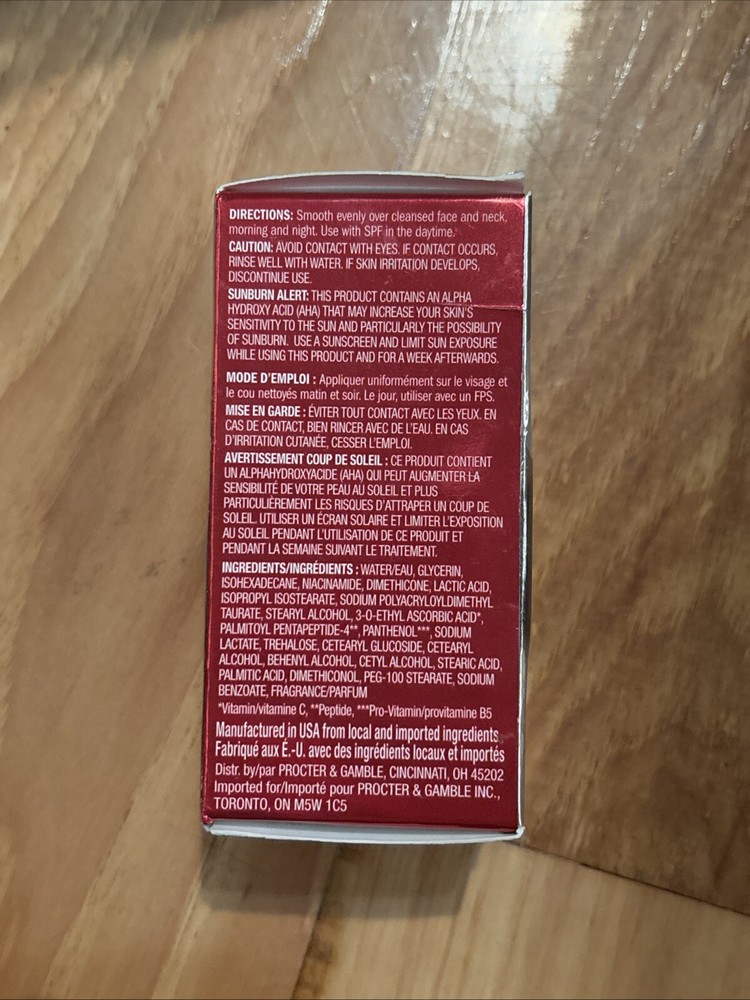 DIRECTIONS: Smooth evenly over cleansed face and neck,
morning and night. Use with SPF in the daytime.
CAUTION: AVOID CONTACT WITH EYES. IF CONTACT OCCURS,
RINSE WELL WITH WATER. IF SKIN IRRITATION DEVELOPS,
DISCONTINUE USE.
SUNBURN ALERT: THIS PRODUCT CONTAINS AN ALPHA
HYDROXY ACID (AHA) THAT MAY INCREASE YOUR SKIN'S
SENSITIVITY TO THE SUN AND PARTICULARLY THE POSSIBILITY
OF SUNBURN. USE A SUNSCREEN AND LIMIT SUN EXPOSURE
WHILE USING THIS PRODUCT AND FOR A WEEK AFTERWARDS.
MODE D'EMPLOI : Appliquer uniformément sur le visage et
le cou nettoyés matin et soir. Le jour, utiliser avec un FPS.
MISE EN GARDE : ÉVITER TOUT CONTACT AVEC LES YEUX. EN
CAS DE CONTACT, BIEN RINCER AVEC DE L'EAU. EN CAS
D'IRRITATION CUTANÉE, CESSER L'EMPLOI.
AVERTISSEMENT COUP DE SOLEIL : CE PRODUIT CONTIENT
UN ALPHAHYDROXYACIDE (AHA) QUI PEUT AUGMENTER LA
SENSIBILITÉ DE VOTRE PEAU AU SOLEIL ET PLUS
PARTICULIÈREMENT LES RISQUES D'ATTRAPER UN COUP DE
SOLEIL. UTILISER UN ÉCRAN SOLAIRE ET LIMITER L'EXPOSITION
AU SOLEIL PENDANT L'UTILISATION DE CE PRODUIT ET
PENDANT LA SEMAINE SUIVANT LE TRAITEMENT.
INGREDIENTS/INGRÉDIENTS : WATER/EAU, GLYCERIN,
ISOHEXADECANE, NIACINAMIDE, DIMETHICONE, LACTIC ACID,
ISOPROPYL ISOSTEARATE, SODIUM POLYACRYLOYLDIMETHYL
TAURATE, STEARYL ALCOHOL, 3-O-ETHYL ASCORBIC ACID*,
PALMITOYL PENTAPEPTIDE-4**, PANTHENOL***, SODIUM
LACTATE, TREHALOSE, CETEARYL GLUCOSIDE, CETEARYL
ALCOHOL, BEHENYL ALCOHOL, CETYL ALCOHOL, STEARIC ACID,
PALMITIC ACID, DIMETHICONOL, PEG-100 STEARATE, SODIUM
BENZOATE, FRAGRANCE/PARFUM
*Vitamin/vitamine C, **Peptide, ***Pro-Vitamin/provitamine B5
Manufactured in USA from local and imported ingredients
Fabriqué aux É.-U. avec des ingrédients locaux et importés
Distr. by/par PROCTER & GAMBLE, CINCINNATI, OH 45202
Imported for/Importé pour PROCTER & GAMBLE INC.,
TORONTO, ON M5W 1C5